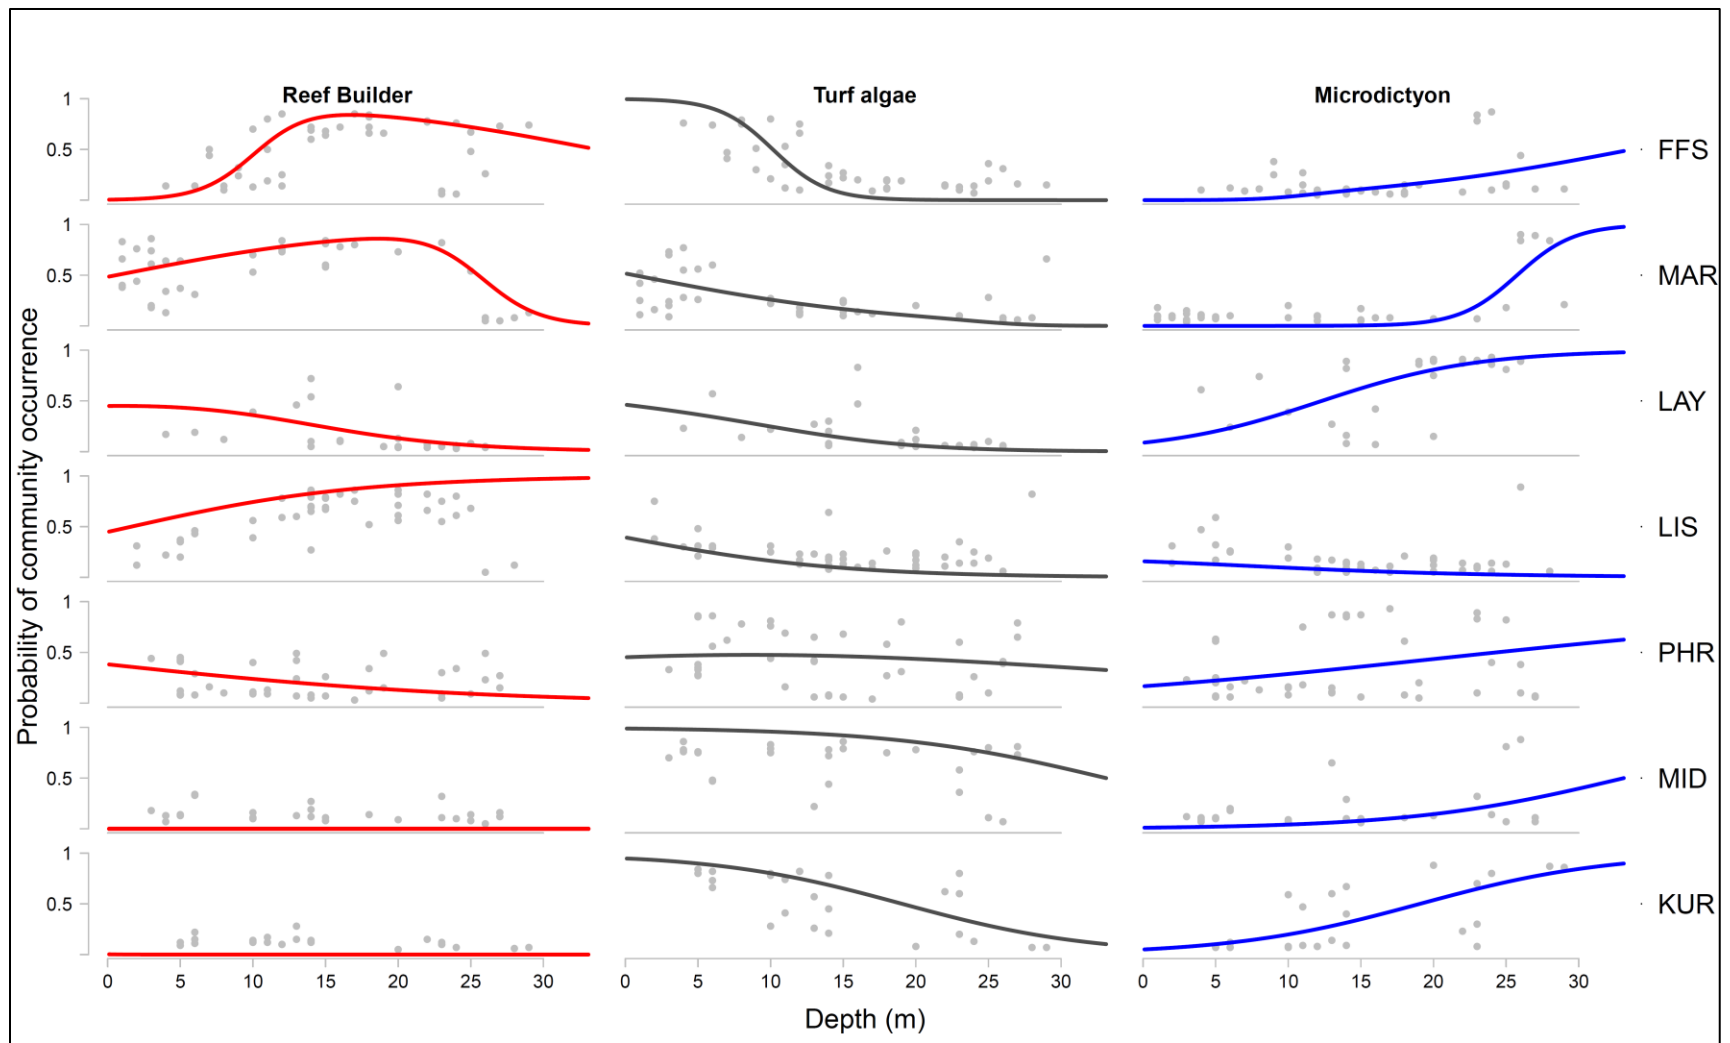 Reef Builder Turf algae Microdictyon
1
0.5
FFS
1
0.5
MAR
1
0.5
LAY
1
0.5
LIS
1
0.5
PHR
1
0.5
MID
1
0.5
KUR
Probability of community occurrence
0 5 10 15 20 25 30 0 5 10 15 20 25 30 0 5 10 15 20 25 30
Depth (m)